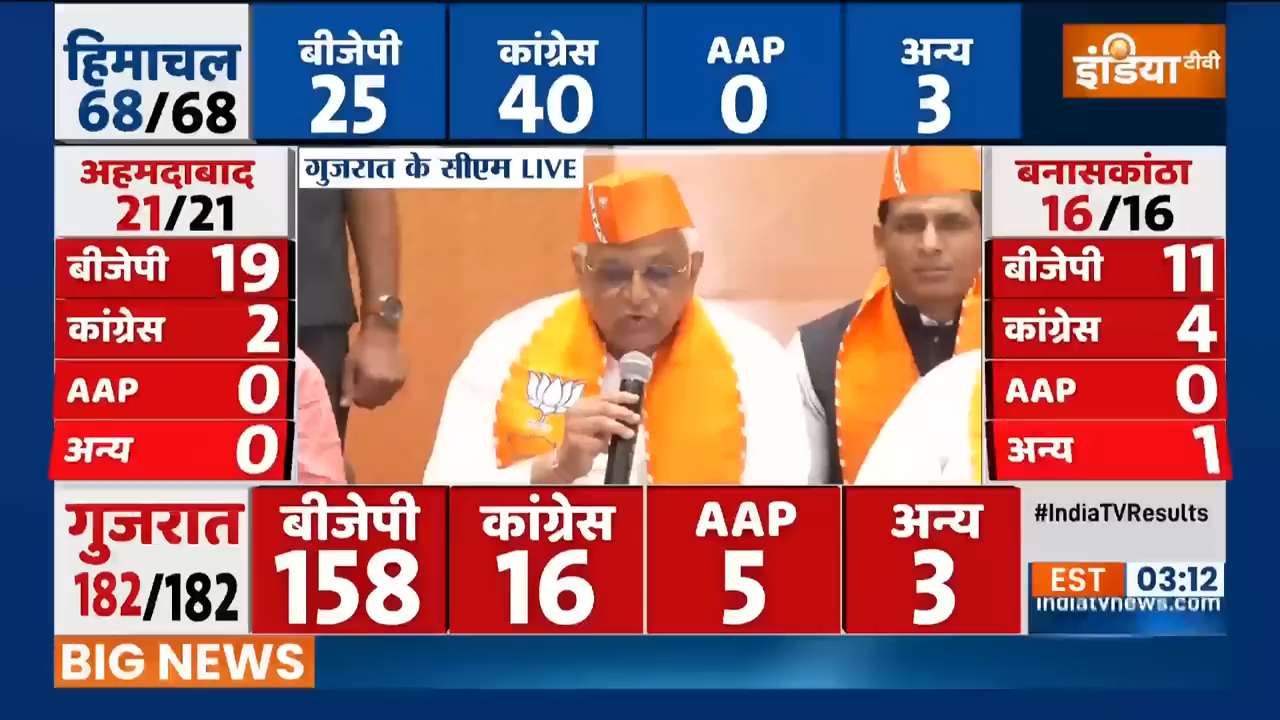 हिमाचल
68/68
बीजेपी
25
कांग्रेस
40
AAP
0
अन्य
3
इंडिया टीवी
अहमदाबाद
21/21
बीजेपी 19
कांग्रेस 2
AAP 0
अन्य 0
गुजरात के सीएम LIVE
बनासकांठा
16/16
बीजेपी 11
कांग्रेस 4
AAP 0
अन्य 1
गुजरात
182/182
बीजेपी
158
कांग्रेस
16
AAP
5
अन्य
3
#IndiaTVResults
EST 03:12
indiatvnews.com
BIG NEWS